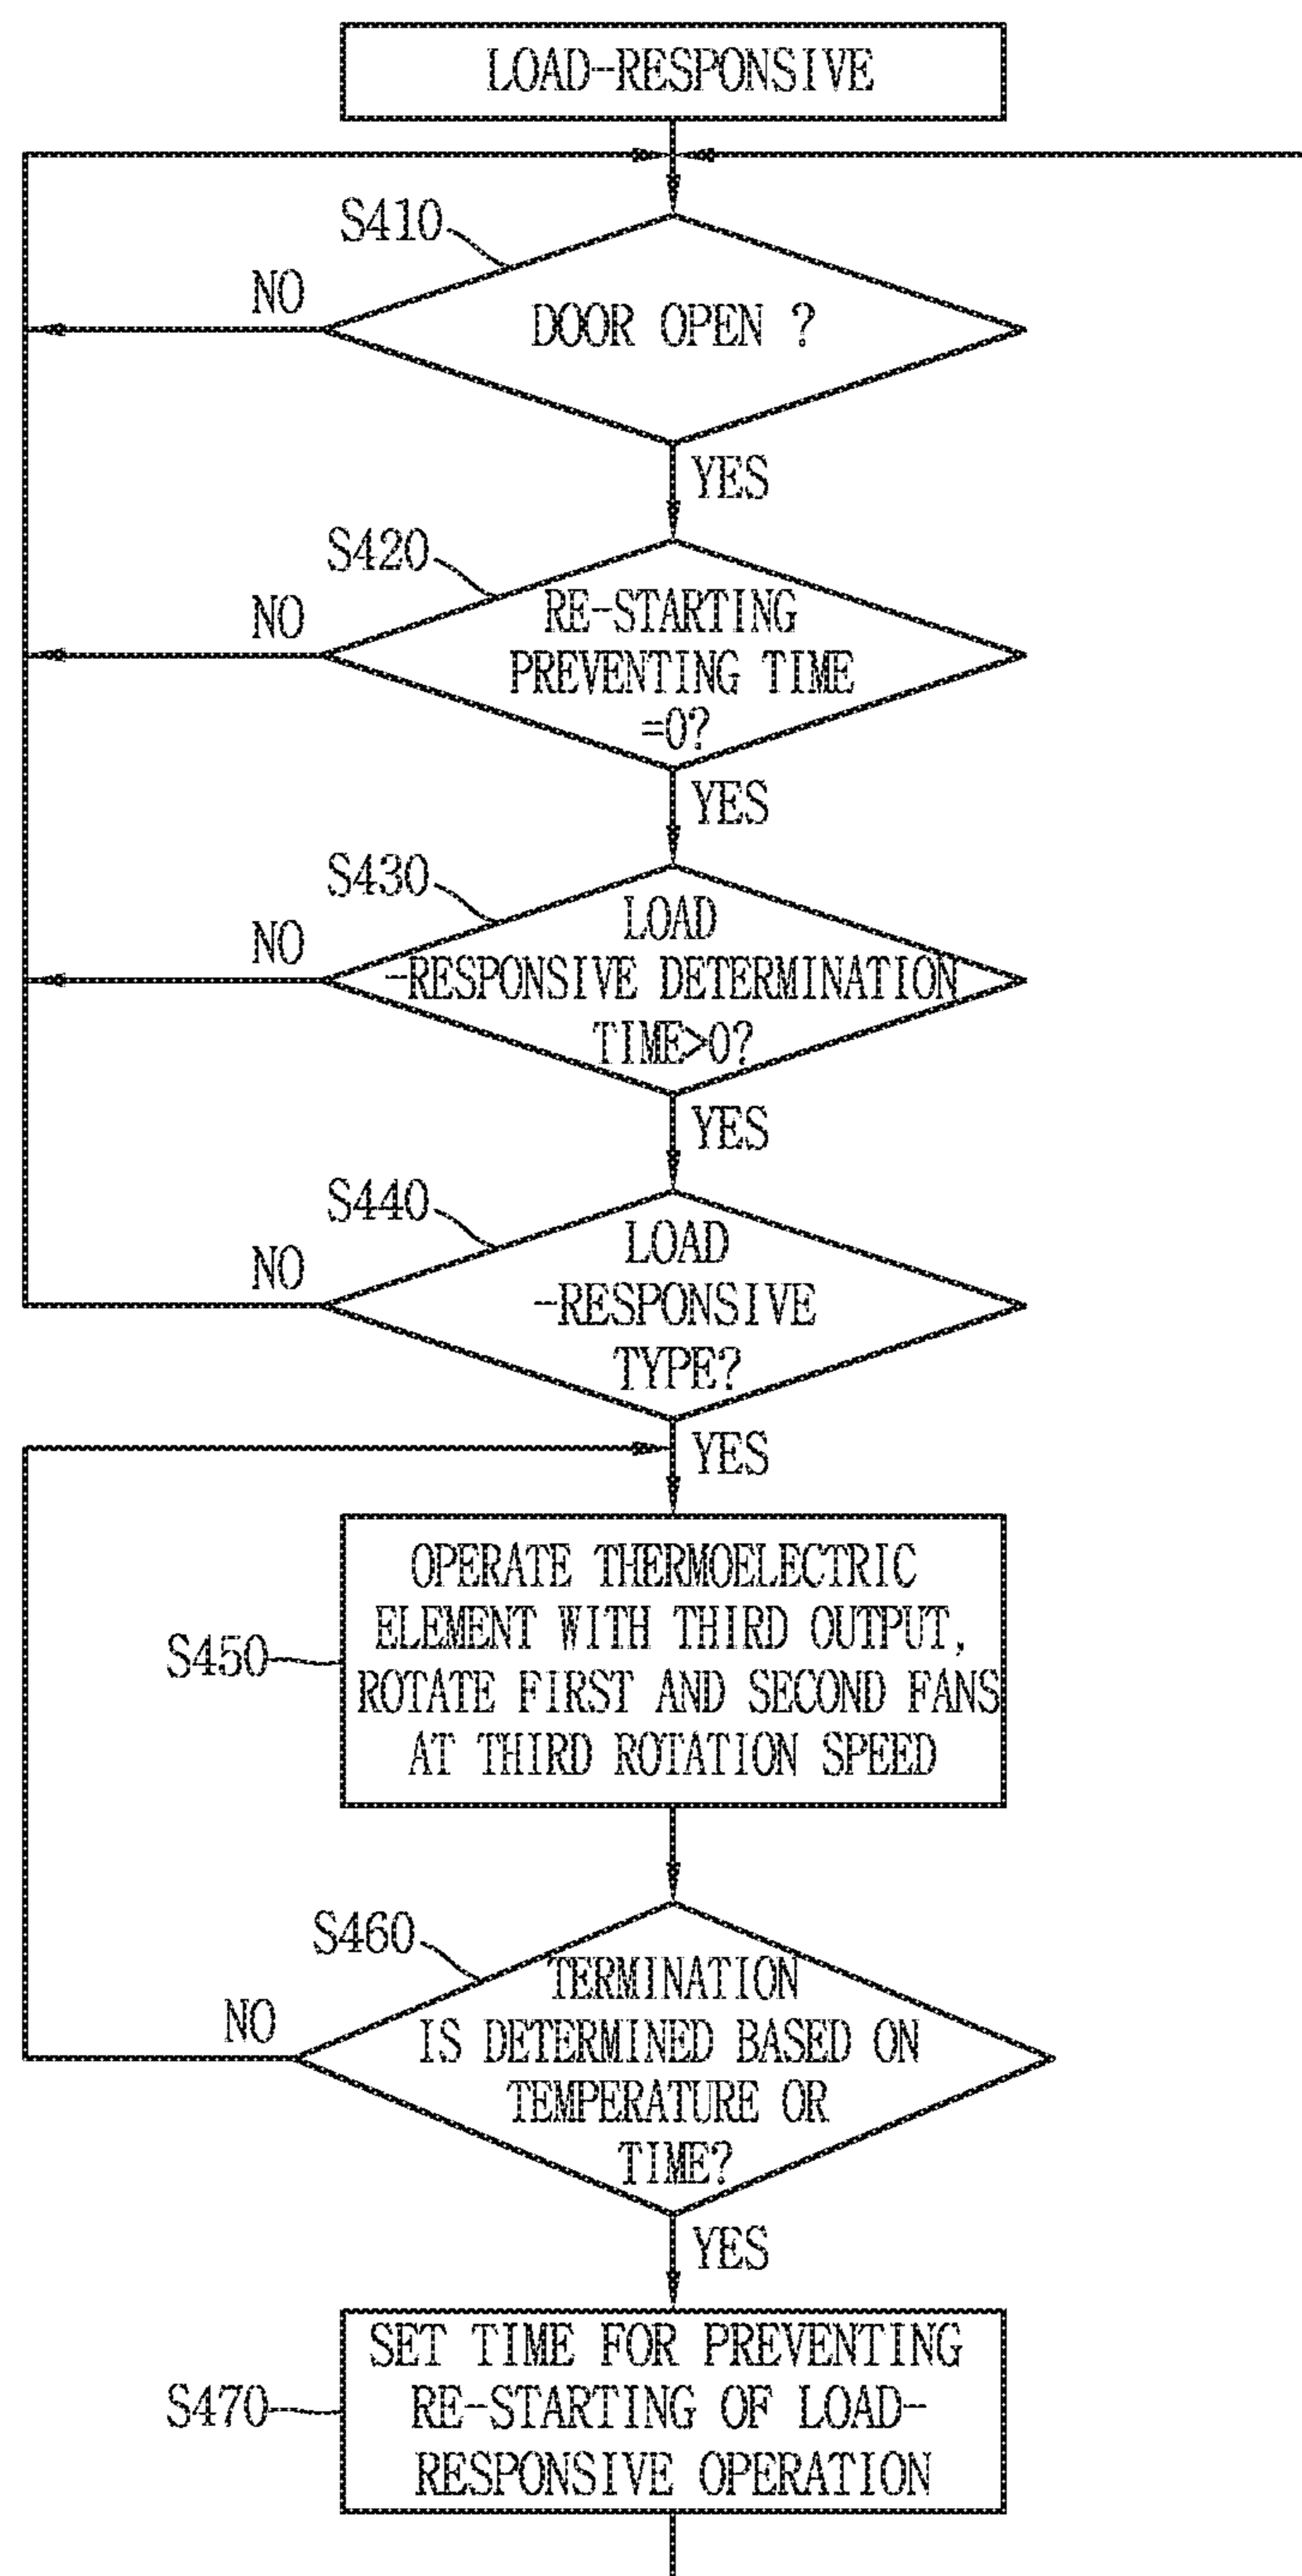 LOAD-RESPONSIVE
S410
NO
DOOR OPEN ?
YES
S420
NO
RE-STARTING
PREVENTING TIME
=0?
YES
S430
NO
LOAD
-RESPONSIVE DETERMINATION
TIME>0?
YES
S440
NO
LOAD
-RESPONSIVE
TYPE?
YES
S450
OPERATE THERMOELECTRIC
ELEMENT WITH THIRD OUTPUT,
ROTATE FIRST AND SECOND FANS
AT THIRD ROTATION SPEED
S460
NO
TERMINATION
IS DETERMINED BASED ON
TEMPERATURE OR
TIME?
YES
S470
SET TIME FOR PREVENTING
RE-STARTING OF LOAD-
RESPONSIVE OPERATION